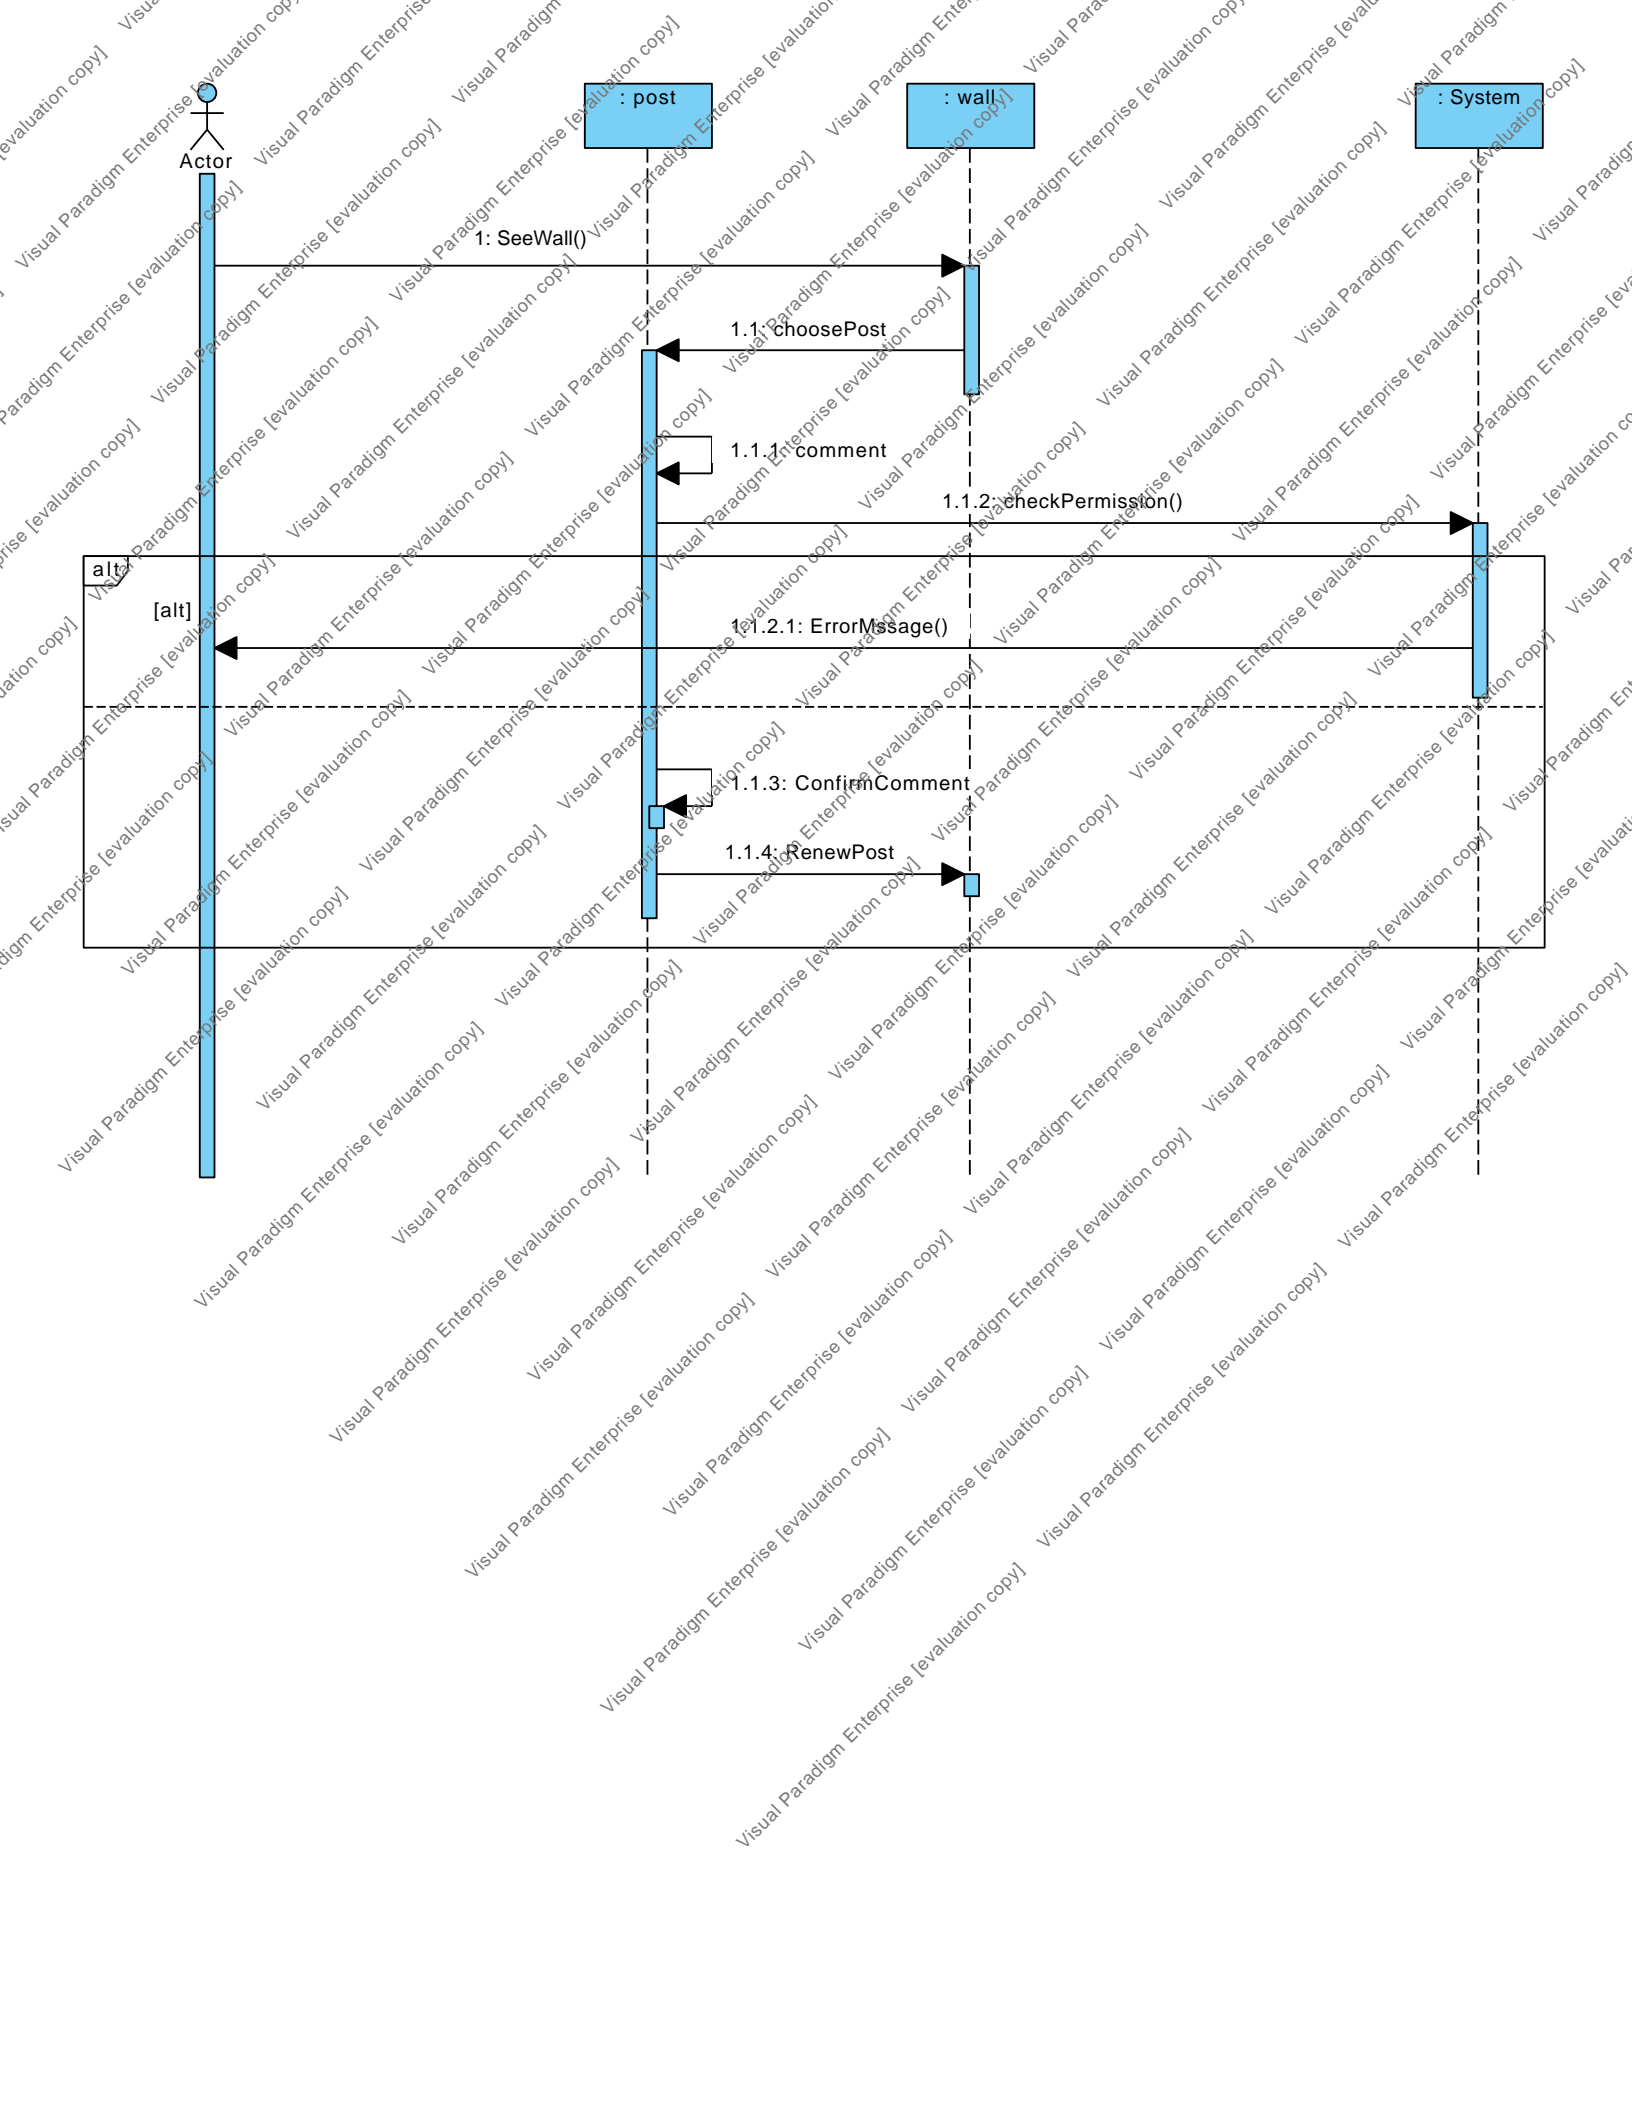 : post
: wall
: System
Actor
1: SeeWall()
1.1: choosePost
1.1.1: comment
1.1.2: checkPermission()
alt
[alt]
1.1.2.1: ErrorMssage()
1.1.3: ConfirmComment
1.1.4: RenewPost
Visual Paradigm Enterprise [evaluation copy]